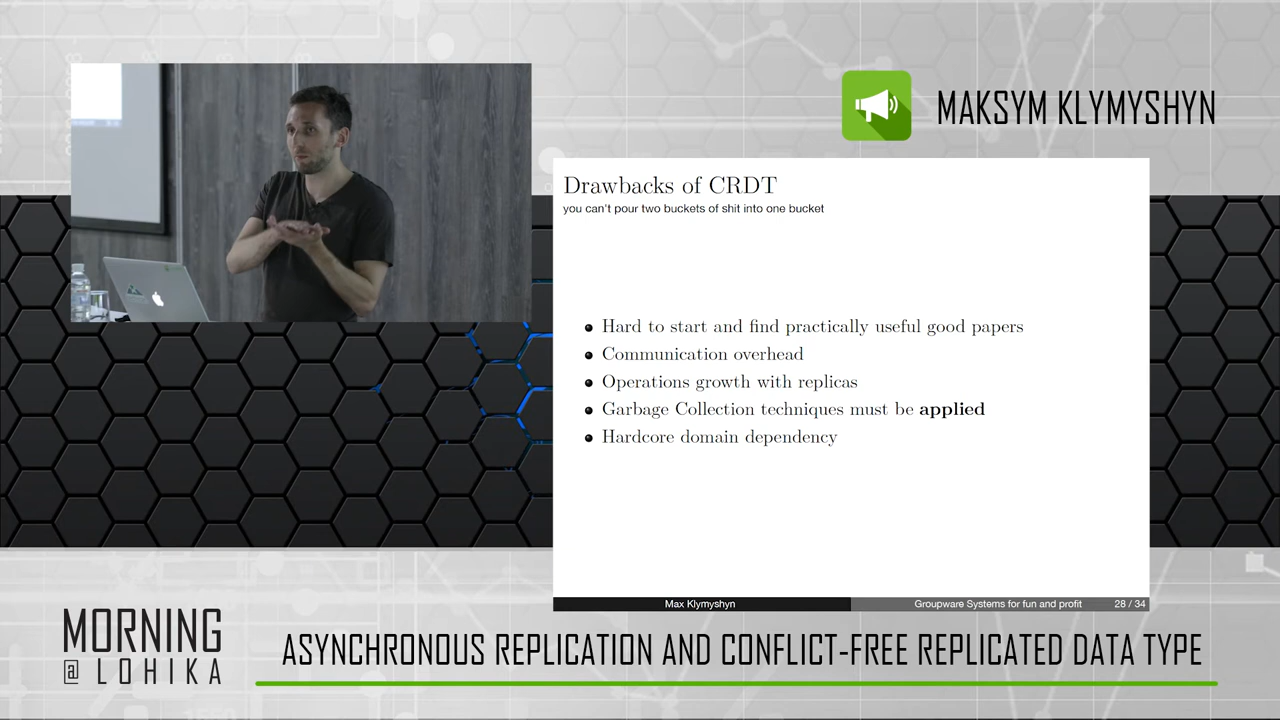 MAKSYM KLYMYSHYN
Drawbacks of CRDT
you can't pour two buckets of shit into one bucket
Hard to start and find practically useful good papers
Communication overhead
Operations growth with replicas
Garbage Collection techniques must be applied
Hardcore domain dependency
Max Klymyshyn
Groupware Systems for fun and profit 28 / 34
MORNING
@ LOHIKA
ASYNCHRONOUS REPLICATION AND CONFLICT-FREE REPLICATED DATA TYPE